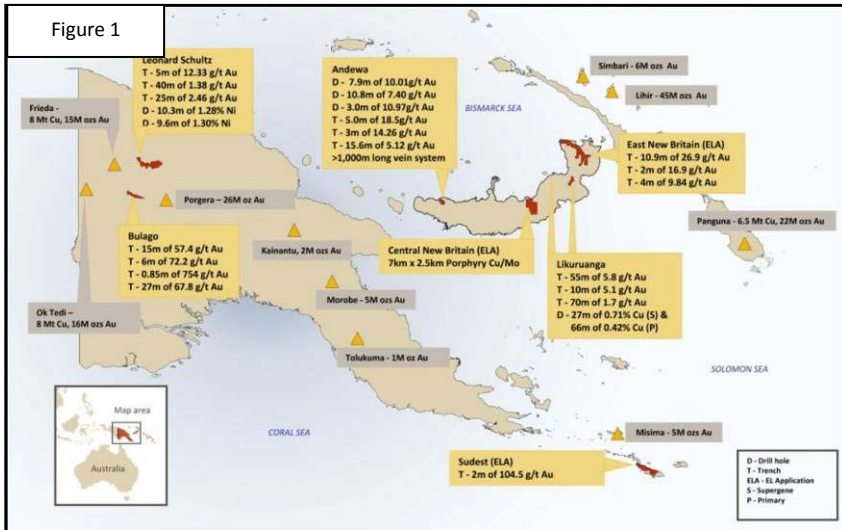 Figure 1
Leonard Schultz
T - 5m of 12.33 g/t Au
T - 40m of 1.38 g/t Au
T - 25m of 2.46 g/t Au
D - 10.3m of 1.28% Ni
D - 9.6m of 1.30% Ni
Frieda -
8 Mt Cu, 15M ozs Au
Andewa
D - 7.9m of 10.01g/t Au
D - 10.8m of 7.40 g/t Au
D - 3.0m of 10.97g/t Au
T - 5.0m of 18.5g/t Au
T - 3m of 14.26 g/t Au
T - 15.6m of 5.12 g/t Au
>1,000m long vein system
BISMARCK SEA
Simbari - 6M ozs Au
Lihir - 45M ozs Au
East New Britain (ELA)
T - 10.9m of 26.9 g/t Au
T - 2m of 16.9 g/t Au
T - 4m of 9.84 g/t Au
Porgera – 26M oz Au
Panguna - 6.5 Mt Cu, 22M ozs Au
Bulago
T - 15m of 57.4 g/t Au
T - 6m of 72.2 g/t Au
T - 0.85m of 754 g/t Au
T - 27m of 67.8 g/t Au
Kainantu, 2M ozs Au
Central New Britain (ELA)
7km x 2.5km Porphyry Cu/Mo
Likuruanga
T - 55m of 5.8 g/t Au
T - 10m of 5.1 g/t Au
T - 70m of 1.7 g/t Au
D - 27m of 0.71% Cu (S) &
66m of 0.42% Cu (P)
Morobe - 5M ozs Au
Ok Tedi –
8 Mt Cu, 16M ozs Au
Tolukuma - 1M oz Au
SOLOMON SEA
Map area
Australia
CORAL SEA
Misima - 5M ozs Au
Sudest (ELA)
T - 2m of 104.5 g/t Au
D - Drill hole
T - Trench
ELA - EL Application
S - Supergene
P - Primary